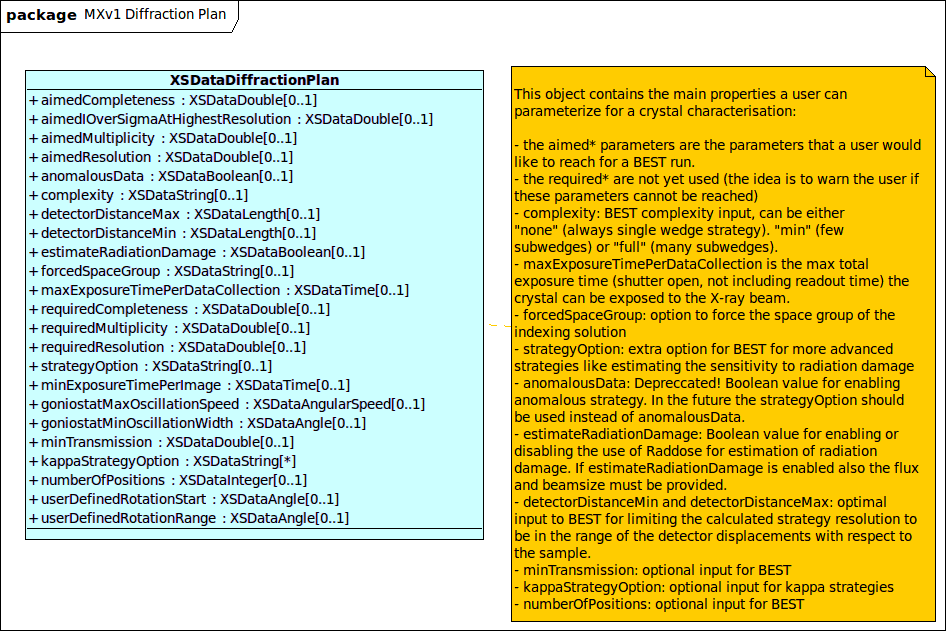 package MXv1 Diffraction Plan
XSDataDiffractionPlan
+ aimedCompleteness : XSDataDouble[0..1]
+ aimedIOverSigmaAtHighestResolution : XSDataDouble[0..1]
+ aimedMultiplicity : XSDataDouble[0..1]
+ aimedResolution : XSDataDouble[0..1]
+ anomalousData : XSDataBoolean[0..1]
+ complexity : XSDataString[0..1]
+ detectorDistanceMax : XSDataLength[0..1]
+ detectorDistanceMin : XSDataLength[0..1]
+ estimateRadiationDamage : XSDataBoolean[0..1]
+ forcedSpaceGroup : XSDataString[0..1]
+ maxExposureTimePerDataCollection : XSDataTime[0..1]
+ requiredCompleteness : XSDataDouble[0..1]
+ requiredMultiplicity : XSDataDouble[0..1]
+ requiredResolution : XSDataDouble[0..1]
+ strategyOption : XSDataString[0..1]
+ minExposureTimePerImage : XSDataTime[0..1]
+ goniostatMaxOscillationSpeed : XSDataAngularSpeed[0..1]
+ goniostatMinOscillationWidth : XSDataAngle[0..1]
+ minTransmission : XSDataDouble[0..1]
+ kappaStrategyOption : XSDataString[*]
+ numberOfPositions : XSDataInteger[0..1]
+ userDefinedRotationStart : XSDataAngle[0..1]
+ userDefinedRotationRange : XSDataAngle[0..1]
This object contains the main properties a user can
parameterize for a crystal characterisation:
- the aimed* parameters are the parameters that a user would
like to reach for a BEST run.
- the required* are not yet used (the idea is to warn the user if
these parameters cannot be reached)
- complexity: BEST complexity input, can be either
"none" (always single wedge strategy). "min" (few
subwedges) or "full" (many subwedges).
- maxExposureTimePerDataCollection is the max total
exposure time (shutter open, not including readout time) the
crystal can be exposed to the X-ray beam.
- forcedSpaceGroup: option to force the space group of the
indexing solution
- strategyOption: extra option for BEST for more advanced
strategies like estimating the sensitivity to radiation damage
- anomalousData: Depreccated! Boolean value for enabling
anomalous strategy. In the future the strategyOption should
be used instead of anomalousData.
- estimateRadiationDamage: Boolean value for enabling or
disabling the use of Raddose for estimation of radiation
damage. If estimateRadiationDamage is enabled also the flux
and beamsize must be provided.
- detectorDistanceMin and detectorDistanceMax: optimal
input to BEST for limiting the calculated strategy resolution to
be in the range of the detector displacements with respect to
the sample.
- minTransmission: optional input for BEST
- kappaStrategyOption: optional input for kappa strategies
- numberOfPositions: optional input for BEST